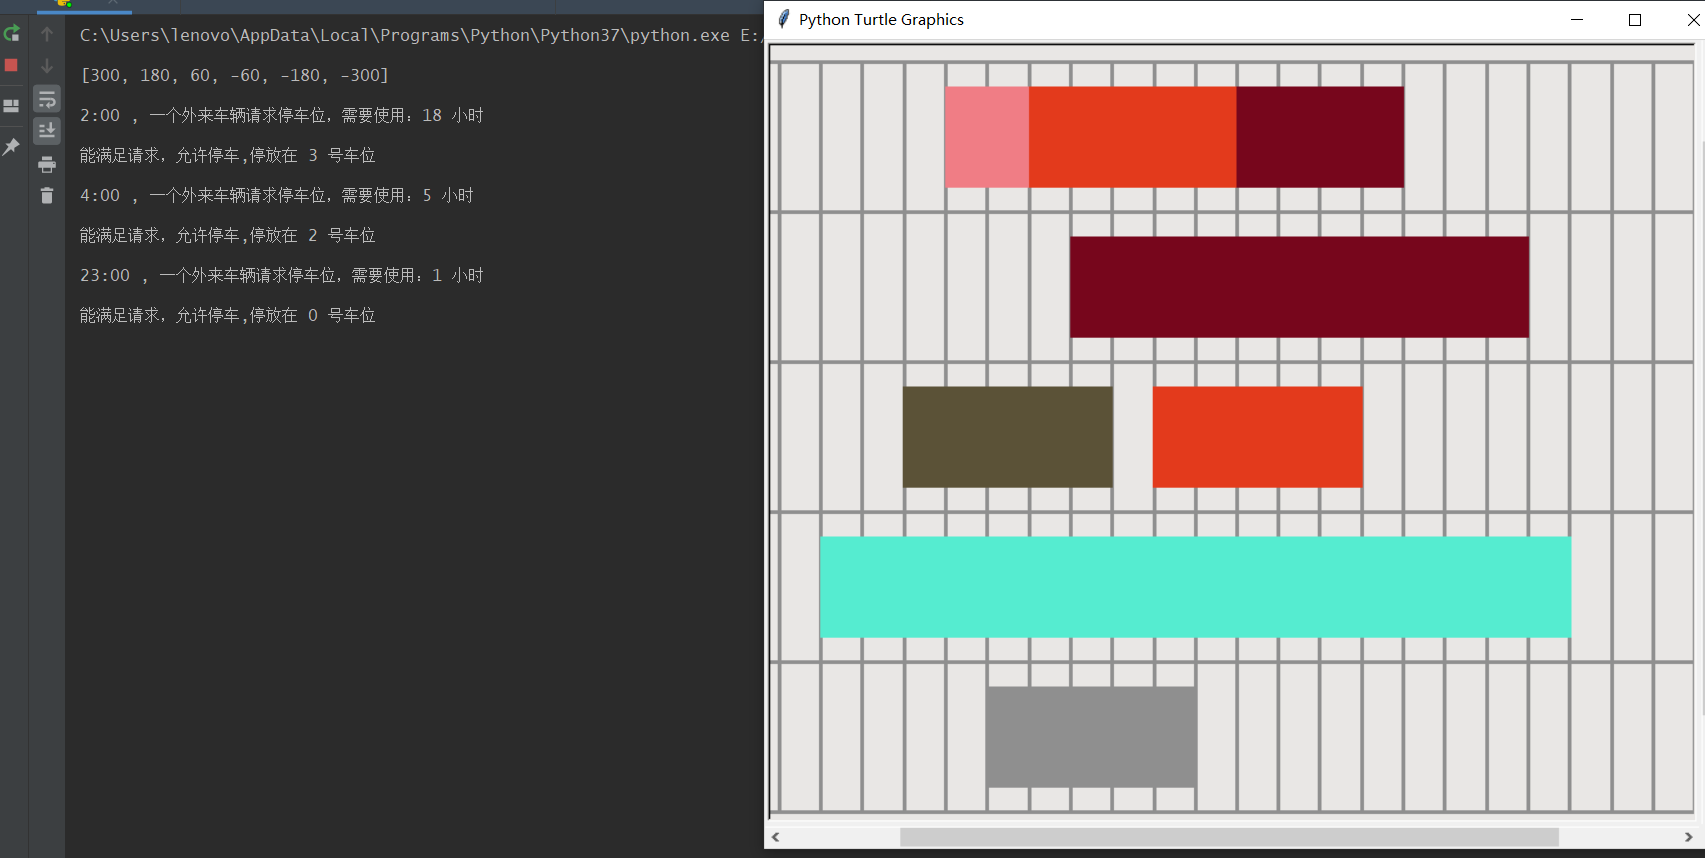 C:\Users\lenovo\AppData\Local\Programs\Python\Python37\python.exe E:/
[300, 180, 60, -60, -180, -300]
2:00 , 一个外来车辆请求停车位，需要使用：18 小时
能满足请求，允许停车,停放在 3 号车位
4:00 , 一个外来车辆请求停车位，需要使用：5 小时
能满足请求，允许停车,停放在 2 号车位
23:00 , 一个外来车辆请求停车位，需要使用：1 小时
能满足请求，允许停车,停放在 0 号车位
Python Turtle Graphics